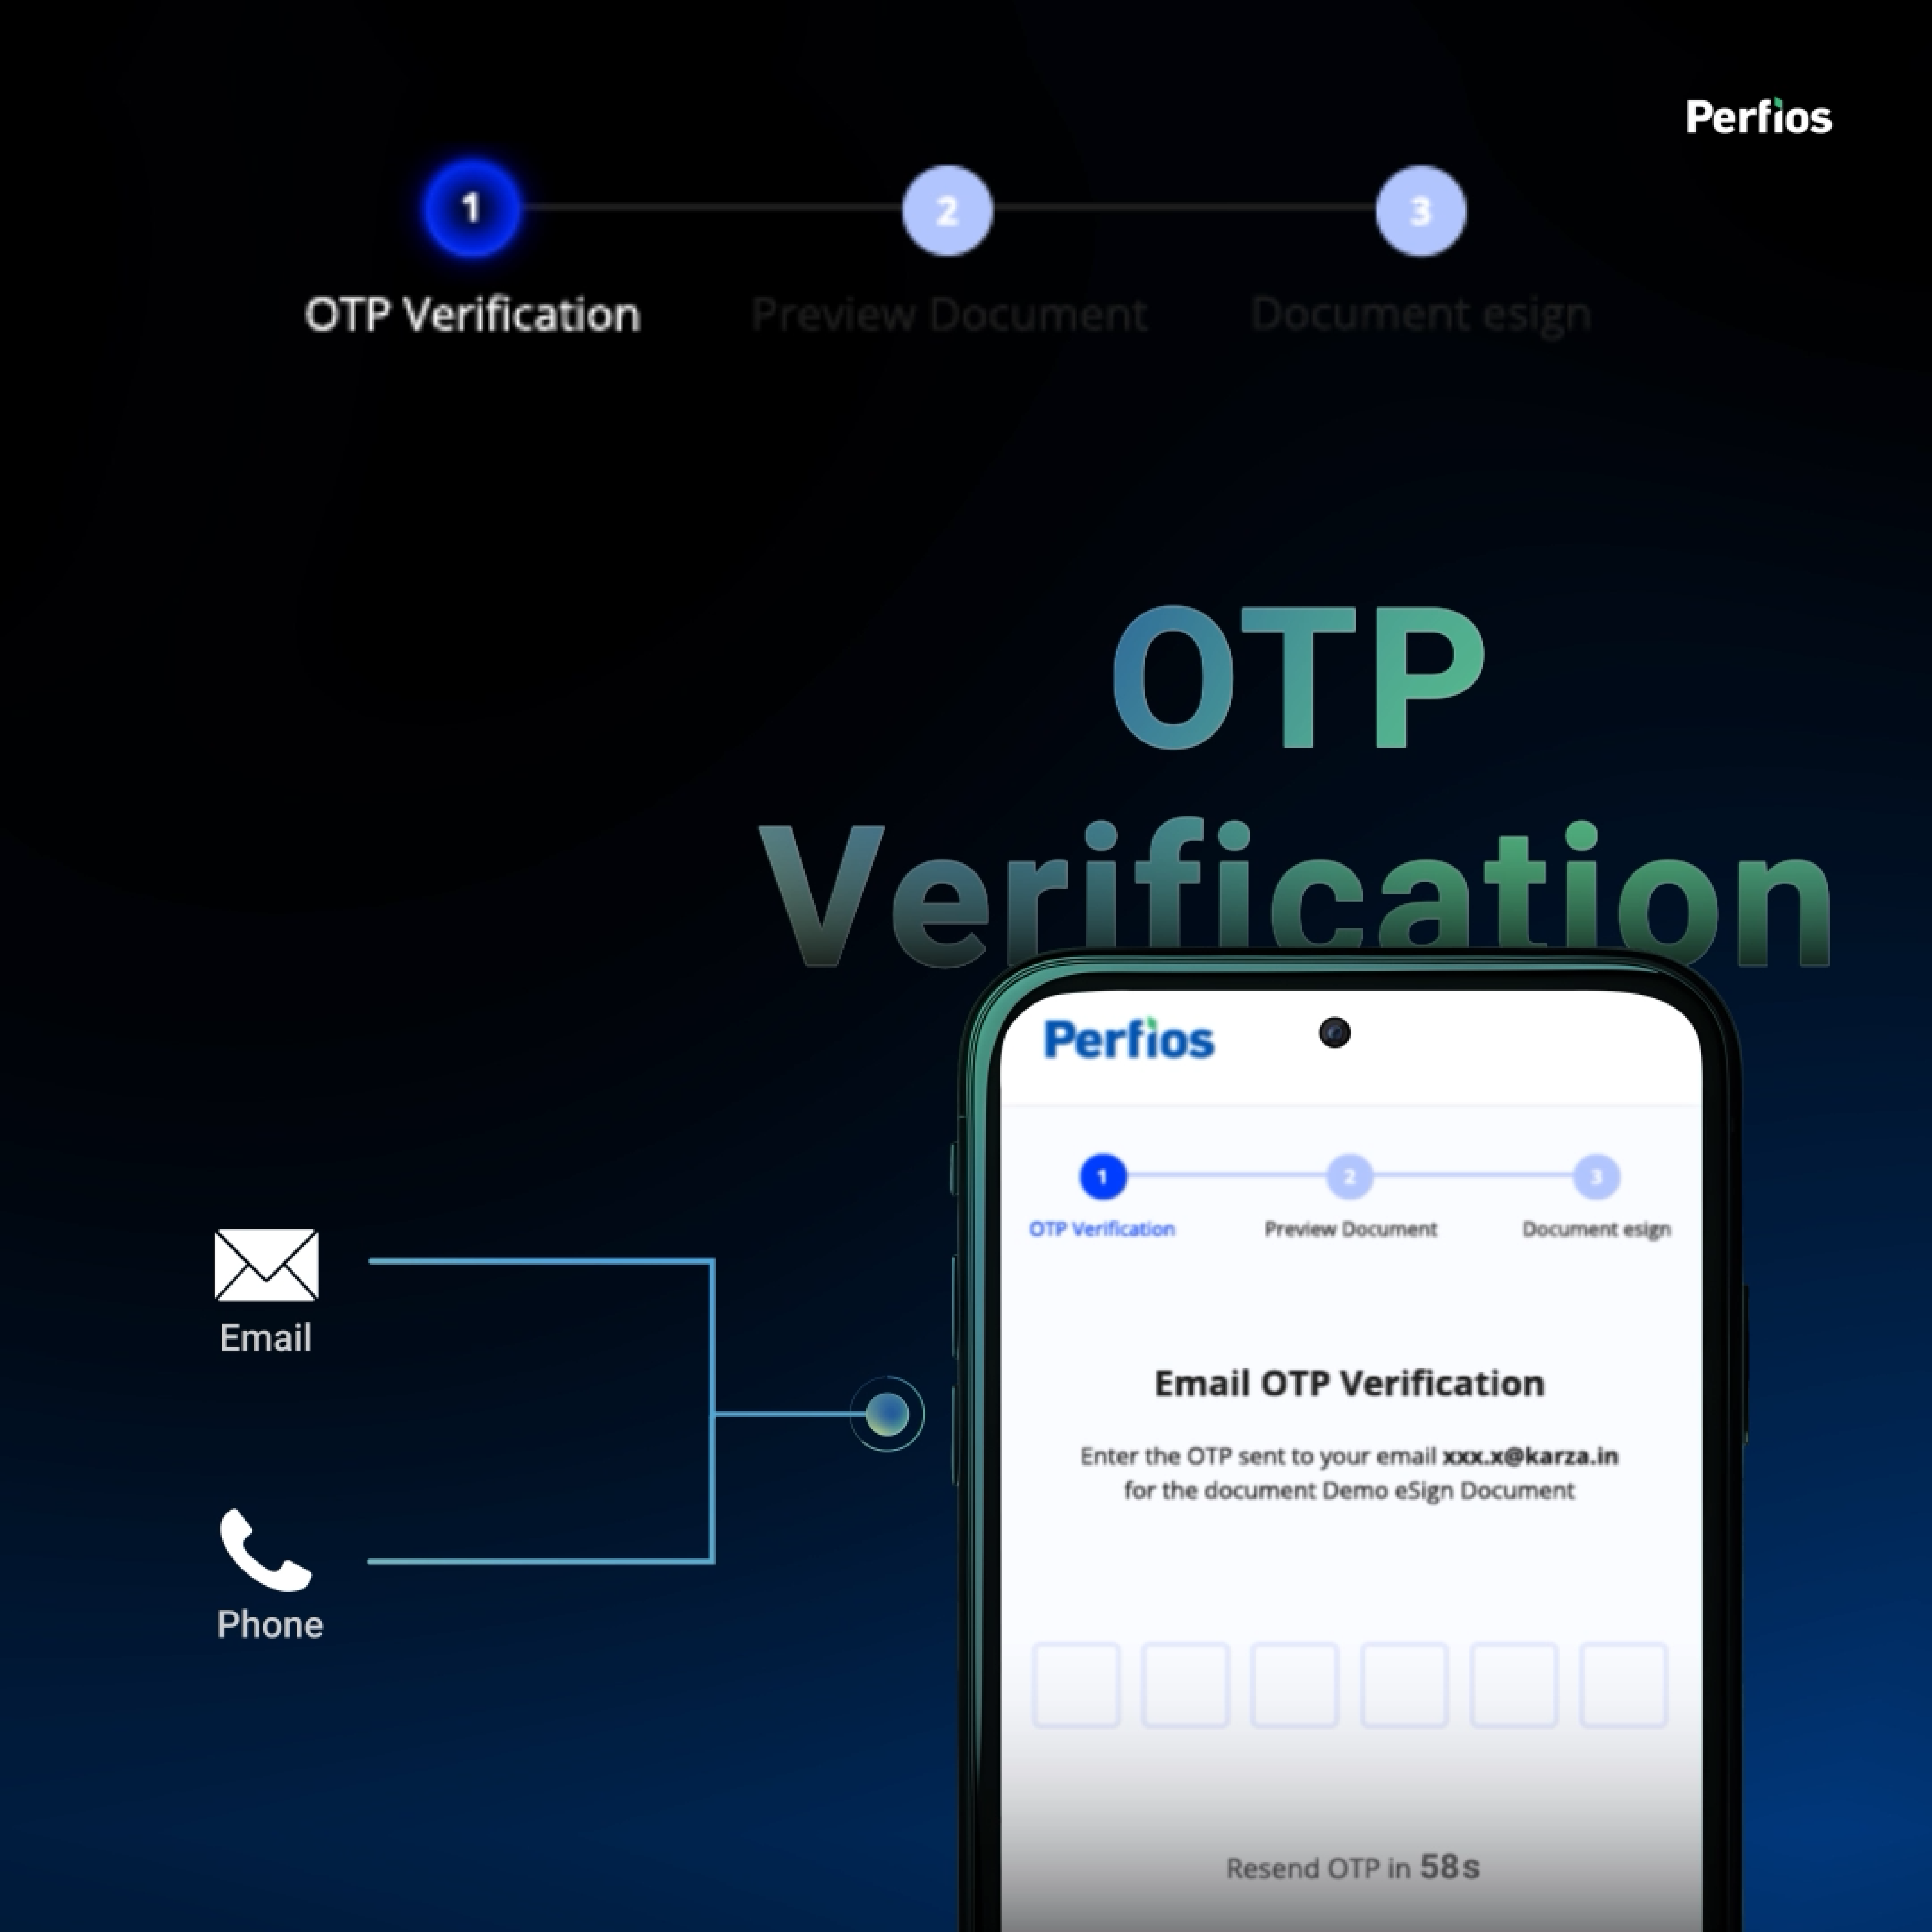 Perfios
1 2 3
OTP Verification Preview Document Document esign
OTP
Verification
Perfios
1 2 3
OTP Verification Preview Document Document esign
Email OTP Verification
Enter the OTP sent to your email xxx.x@karza.in
for the document Demo eSign Document
Resend OTP in 58s
Email
Phone